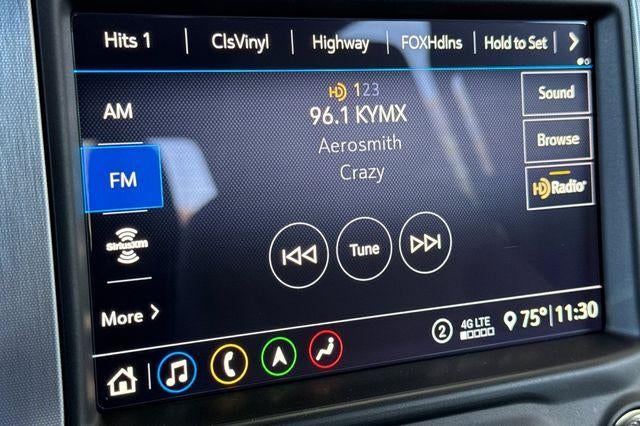 Hits 1 ClsVinyl Highway FOXHdlns Hold to Set
AM
HD 123
Sound
96.1 KYMX
Aerosmith
Browse
FM
Crazy
HD Radio
SiriusXM
Tune
More
2 4G LTE 75° 11:30